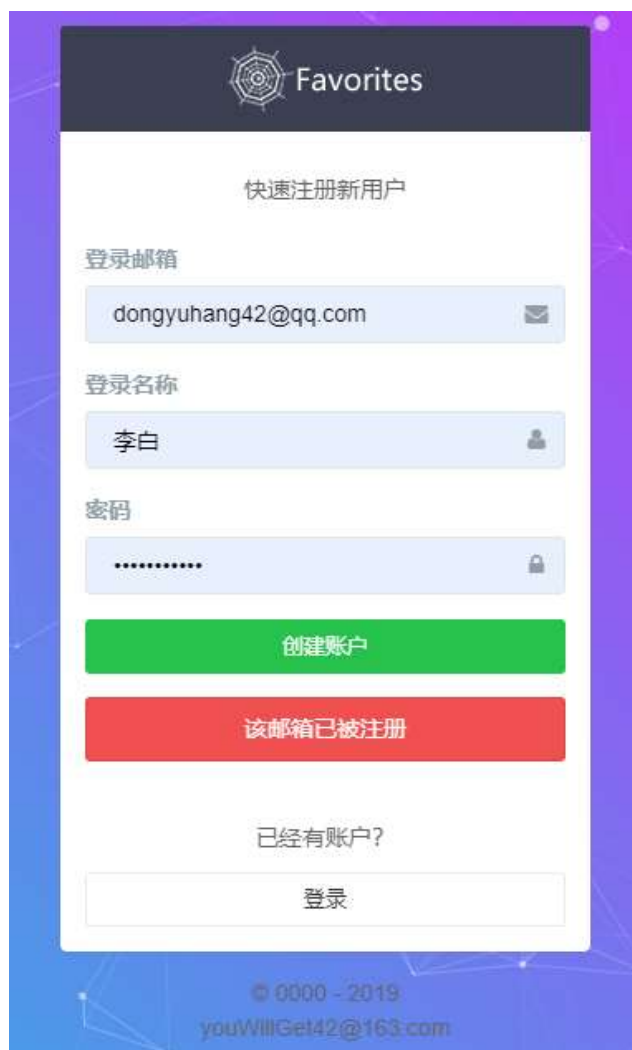 Favorites
快速注册新用户
登录邮箱
dongyuhang42@qq.com
登录名称
李白
密码
•••••••••••
创建账户
该邮箱已被注册
已经有账户?
登录
© 0000 - 2019
youWillGet42@163.com